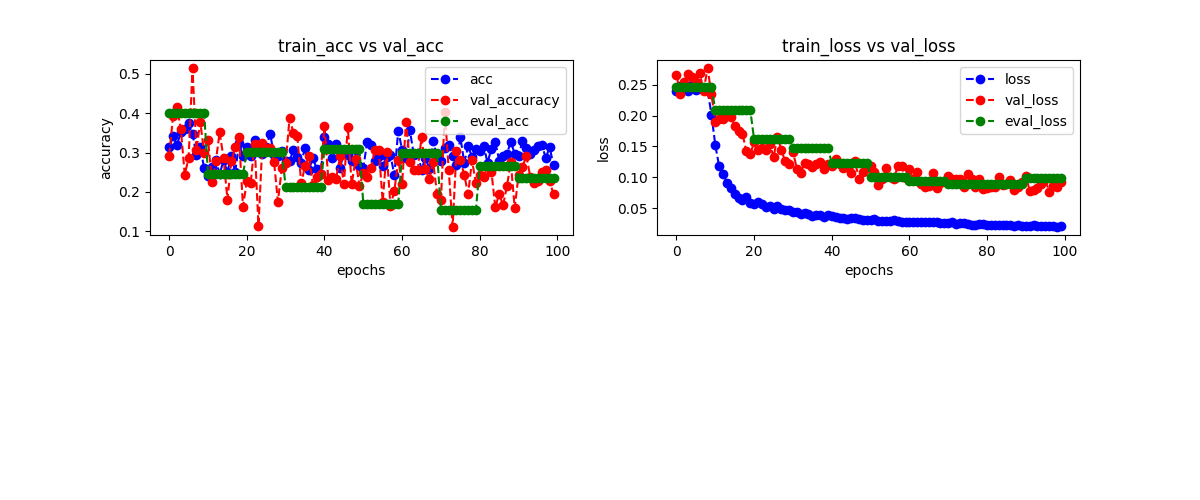 train_acc vs val_acc
accuracy
0.5
0.4
0.3
0.2
0.1
acc
val_accuracy
eval_acc
0 20 40 60 80 100
epochs
train_loss vs val_loss
loss
0.25
0.20
0.15
0.10
0.05
loss
val_loss
eval_loss
0 20 40 60 80 100
epochs